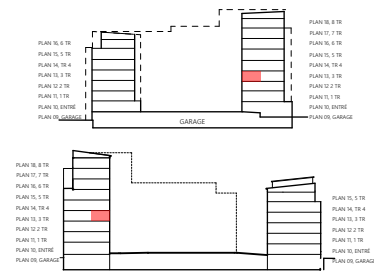 PLAN 18, 8 TR
PLAN 17, 7 TR
PLAN 16, 6 TR
PLAN 15, 5 TR
PLAN 14, TR 4
PLAN 13, 3 TR
PLAN 12 2 TR
PLAN 11, 1 TR
PLAN 10, ENTRÉ
PLAN 09, GARAGE
PLAN 16, 6 TR
PLAN 15, 5 TR
PLAN 14, TR 4
PLAN 13, 3 TR
PLAN 12 2 TR
PLAN 11, 1 TR
PLAN 10, ENTRÉ
PLAN 09, GARAGE
GARAGE
PLAN 18, 8 TR
PLAN 17, 7 TR
PLAN 16, 6 TR
PLAN 15, 5 TR
PLAN 14, TR 4
PLAN 13, 3 TR
PLAN 12 2 TR
PLAN 11, 1 TR
PLAN 10, ENTRÉ
PLAN 09, GARAGE
PLAN 15, 5 TR
PLAN 14, TR 4
PLAN 13, 3 TR
PLAN 12 2 TR
PLAN 11, 1 TR
PLAN 10, ENTRÉ
PLAN 09, GARAGE